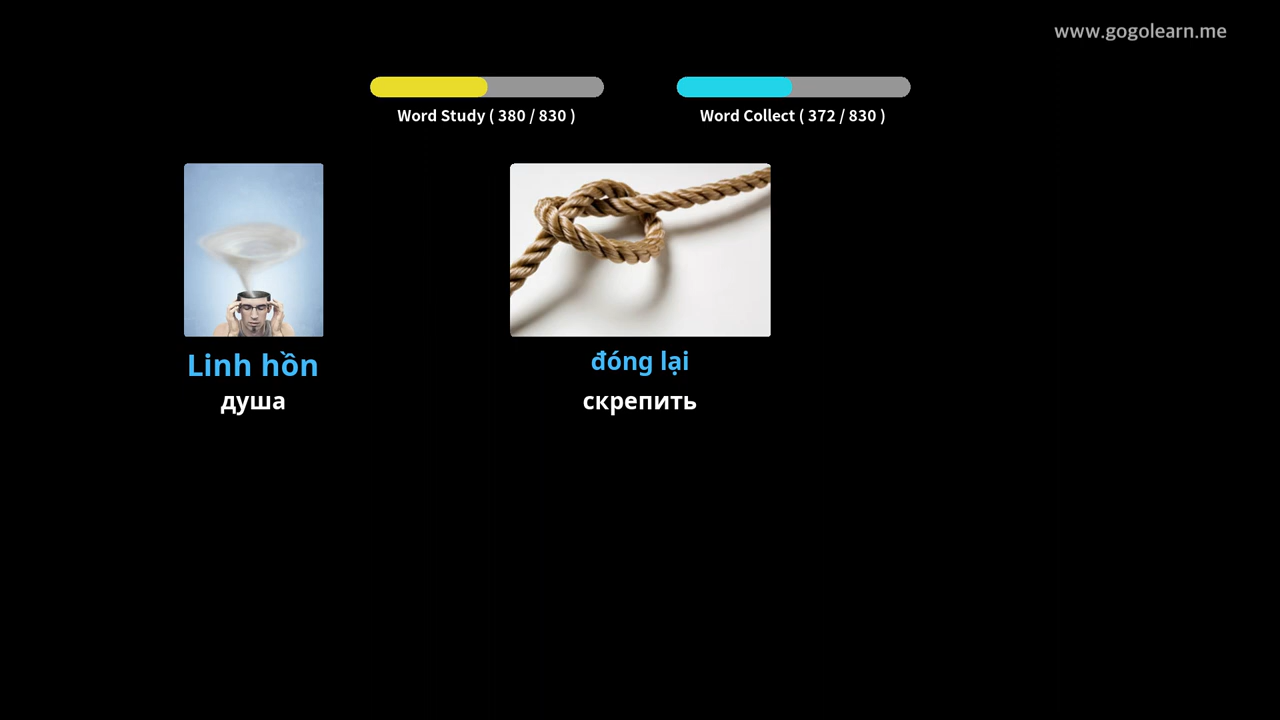 www.gogolearn.me
Word Study ( 380 / 830 )
Word Collect ( 372 / 830 )
Linh hồn
душа
đóng lại
скрепить